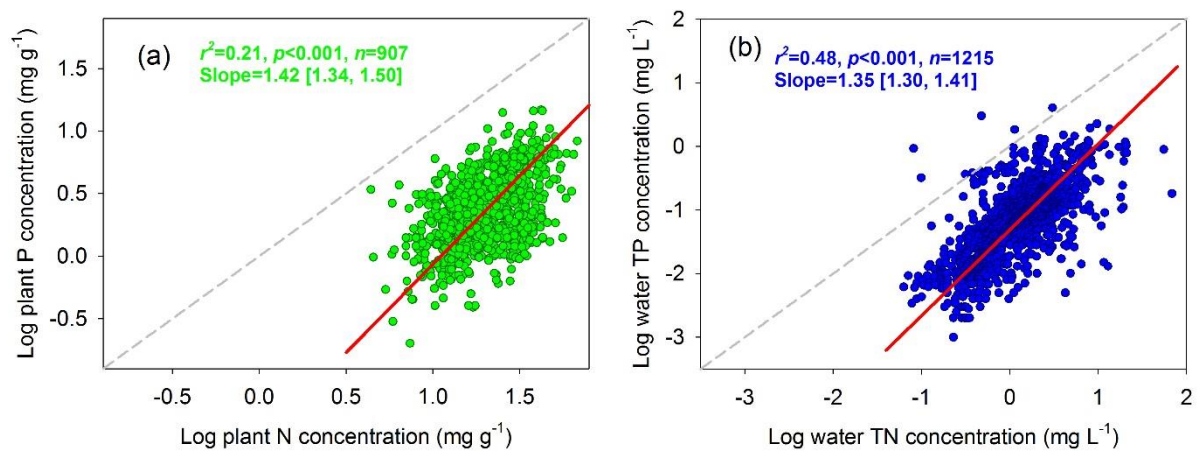 (a)
r²=0.21, p<0.001, n=907
Slope=1.42 [1.34, 1.50]
Log plant P concentration (mg g⁻¹)
1.5
1.0
0.5
0.0
-0.5
-0.5 0.0 0.5 1.0 1.5
Log plant N concentration (mg g⁻¹)
(b)
r²=0.48, p<0.001, n=1215
Slope=1.35 [1.30, 1.41]
Log water TP concentration (mg L⁻¹)
2
1
0
-1
-2
-3
-3 -2 -1 0 1 2
Log water TN concentration (mg L⁻¹)